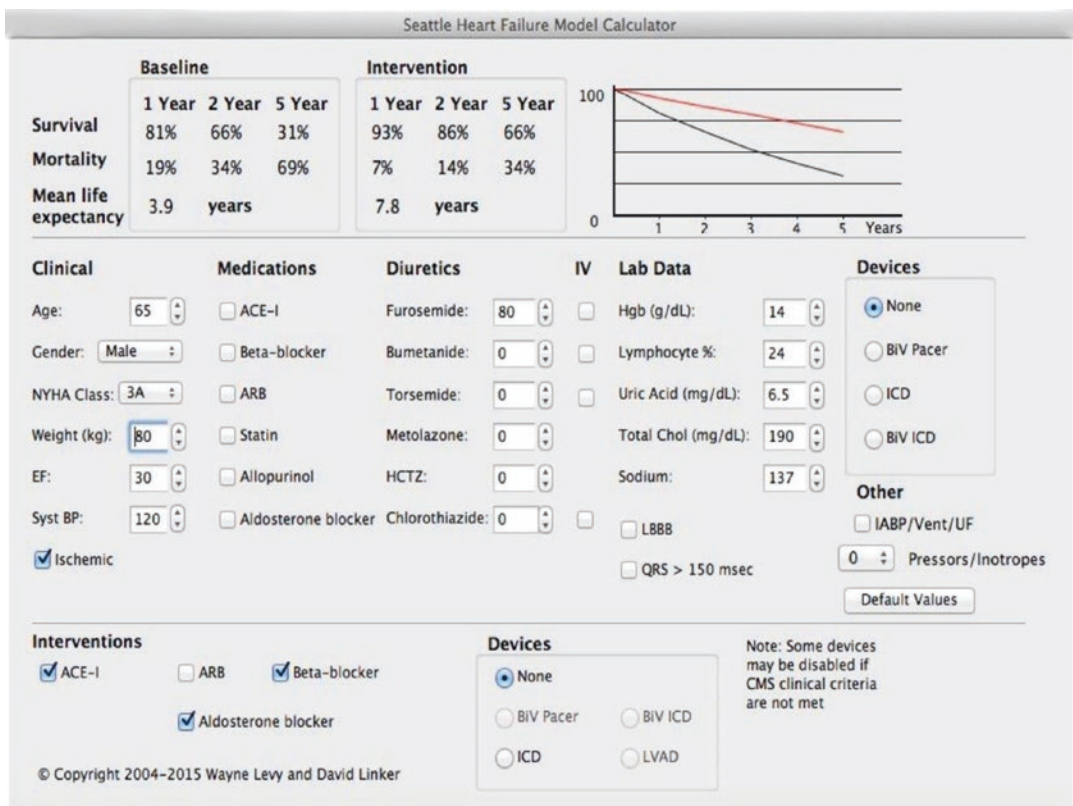 Seattle Heart Failure Model Calculator
Baseline
1 Year 2 Year 5 Year
Survival 81% 66% 31%
Mortality 19% 34% 69%
Mean life expectancy 3.9 years
Intervention
1 Year 2 Year 5 Year
93% 86% 66%
7% 14% 34%
7.8 years
100
0
1 2 3 4 5 Years
Clinical
Age: 65
Gender: Male
NYHA Class: 3A
Weight (kg): 80
EF: 30
Syst BP: 120
Ischemic
Medications
ACE-I
Beta-blocker
ARB
Statin
Allopurinol
Aldosterone blocker
Diuretics IV
Furosemide: 80
Bumetanide: 0
Torsemide: 0
Metolazone: 0
HCTZ: 0
Chlorothiazide: 0
Lab Data
Hgb (g/dL): 14
Lymphocyte %: 24
Uric Acid (mg/dL): 6.5
Total Chol (mg/dL): 190
Sodium: 137
LBBB
QRS > 150 msec
Devices
None
BiV Pacer
ICD
BiV ICD
Other
IABP/Vent/UF
0 Pressors/Inotropes
Default Values
Interventions
ACE-I ARB Beta-blocker
Aldosterone blocker
Devices
None
BiV Pacer BiV ICD
ICD LVAD
Note: Some devices
may be disabled if
CMS clinical criteria
are not met
© Copyright 2004-2015 Wayne Levy and David Linker